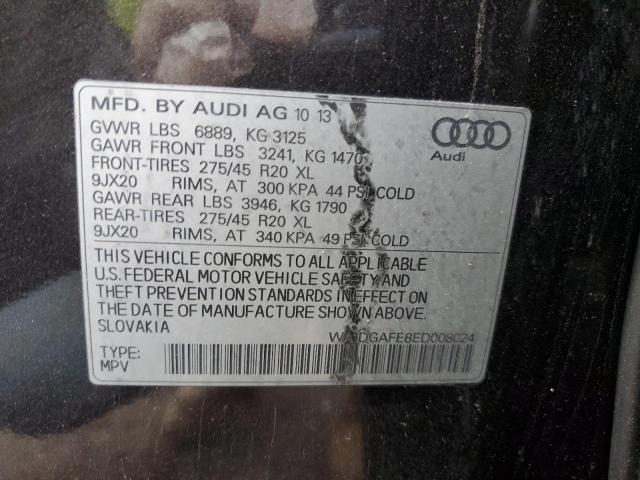 MFD. BY AUDI AG 10 13
GVWR LBS 6889, KG 3125
GAWR FRONT LBS 3241, KG 1470
FRONT-TIRES 275/45 R20 XL
9JX20 RIMS, AT 300 KPA 44 PSI COLD
GAWR REAR LBS 3946, KG 1790
REAR-TIRES 275/45 R20 XL
9JX20 RIMS, AT 340 KPA 49 PSI COLD
Audi
THIS VEHICLE CONFORMS TO ALL APPLICABLE
U.S. FEDERAL MOTOR VEHICLE SAFETY AND
THEFT PREVENTION STANDARDS IN EFFECT ON
THE DATE OF MANUFACTURE SHOWN ABOVE.
SLOVAKIA
WA1DGAFE8ED008024
TYPE:
MPV